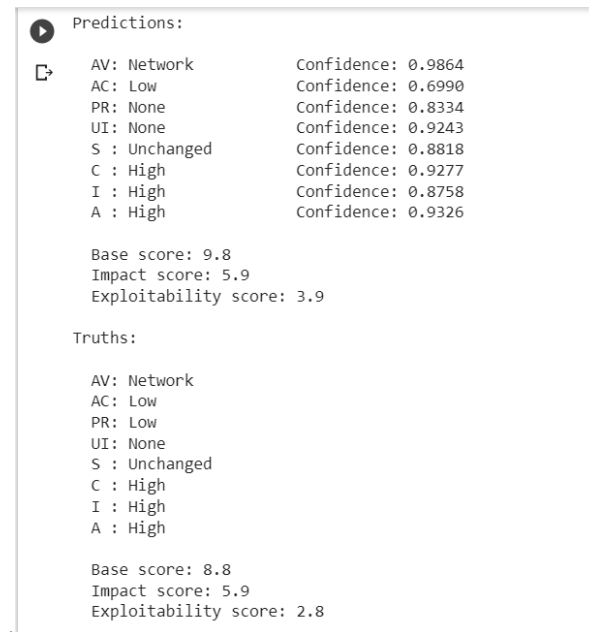 Predictions:
AV: Network Confidence: 0.9864
AC: Low Confidence: 0.6990
PR: None Confidence: 0.8334
UI: None Confidence: 0.9243
S : Unchanged Confidence: 0.8818
C : High Confidence: 0.9277
I : High Confidence: 0.8758
A : High Confidence: 0.9326
Base score: 9.8
Impact score: 5.9
Exploitability score: 3.9
Truths:
AV: Network
AC: Low
PR: Low
UI: None
S : Unchanged
C : High
I : High
A : High
Base score: 8.8
Impact score: 5.9
Exploitability score: 2.8